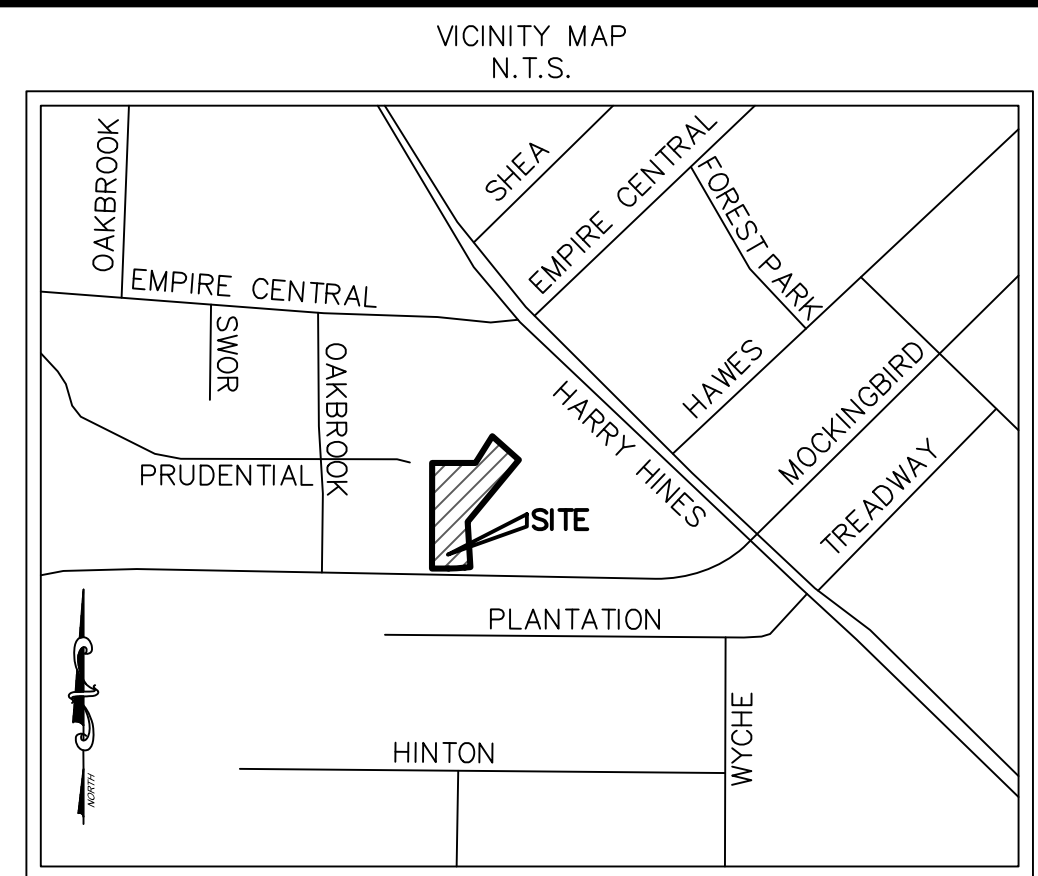 VICINITY MAP
N.T.S.
OAKBROOK
SHEA
EMPIRE CENTRAL
FOREST PARK
EMPIRE CENTRAL
SWOR
OAKBROOK
HAWES
MOCKINGBIRD
HARRY HINES
TREADWAY
PRUDENTIAL
SITE
PLANTATION
WYCHE
HINTON
NORTH